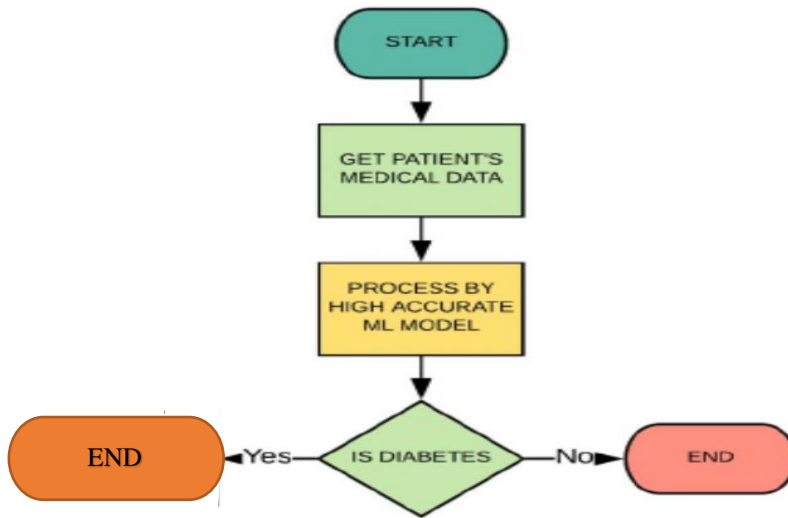 START
GET PATIENT'S
MEDICAL DATA
PROCESS BY
HIGH ACCURATE
ML MODEL
END
Yes
IS DIABETES
No
END